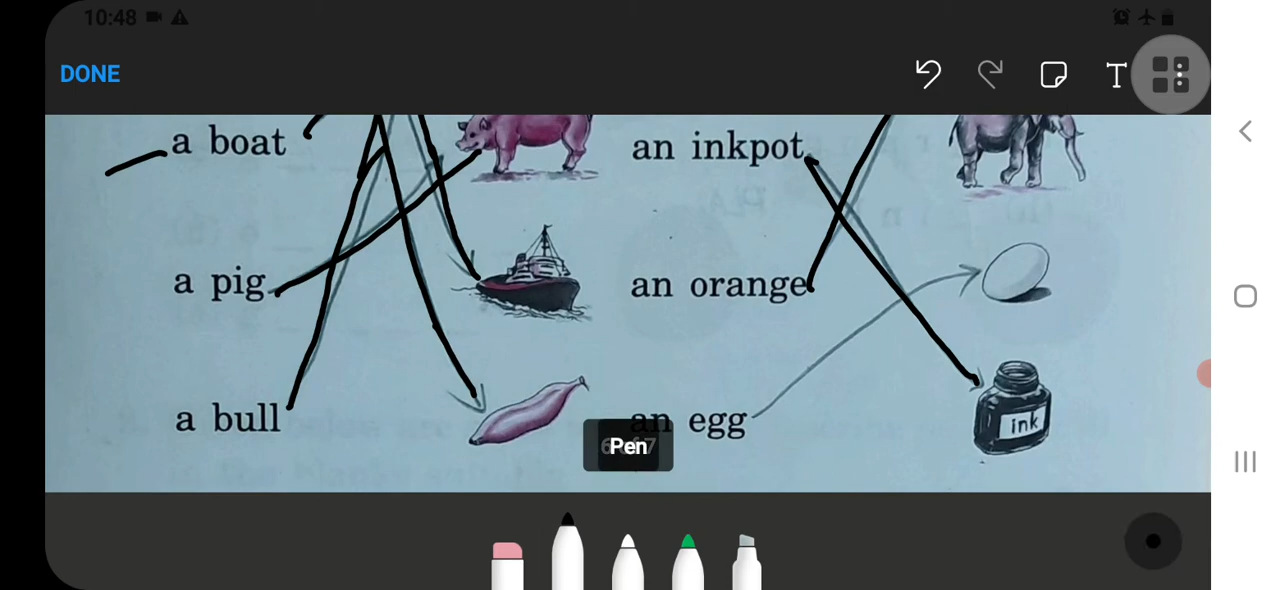 10:48
DONE
T
a boat
an inkpot
a pig
an orange
a bull
an egg
ink
Pen